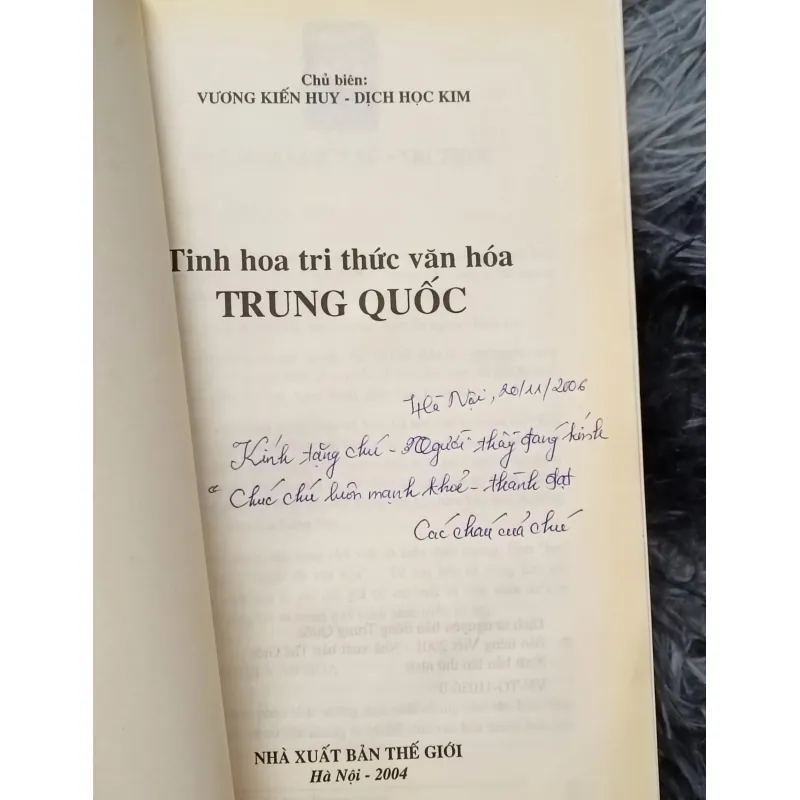 Chủ biên:
VƯƠNG KIẾN HUY - DỊCH HỌC KIM
Tinh hoa tri thức văn hóa
TRUNG QUỐC
Hà Nội, 20/11/2006
Kính tặng chú - Người thầy đáng kính
Chúc chú luôn mạnh khoẻ - thành đạt
Các cháu của chú
NHÀ XUẤT BẢN THẾ GIỚI
Hà Nội - 2004